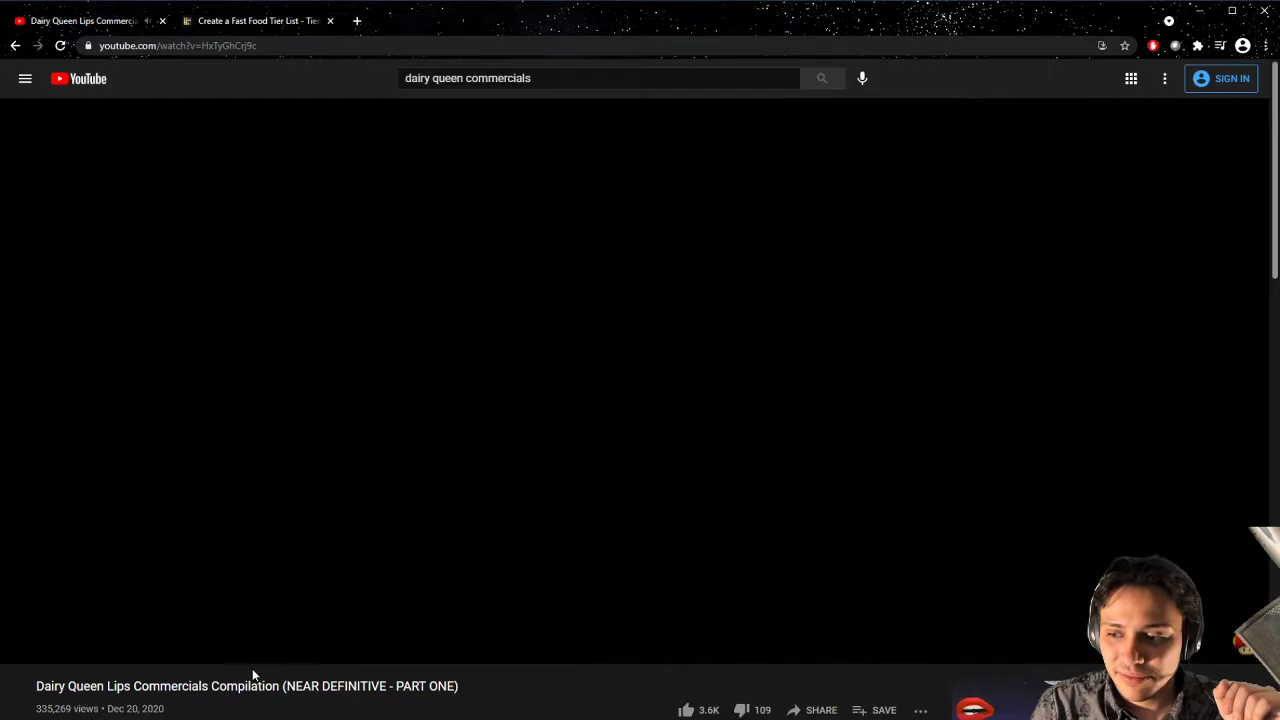 Dairy Queen Lips Commerci
Create a Fast Food Tier List - Tie
youtube.com/watch?v=HxTyGhCrj9c
YouTube
dairy queen commercials
SIGN IN
Dairy Queen Lips Commercials Compilation (NEAR DEFINITIVE - PART ONE)
335,269 views • Dec 20, 2020
3.6K
109
SHARE
SAVE